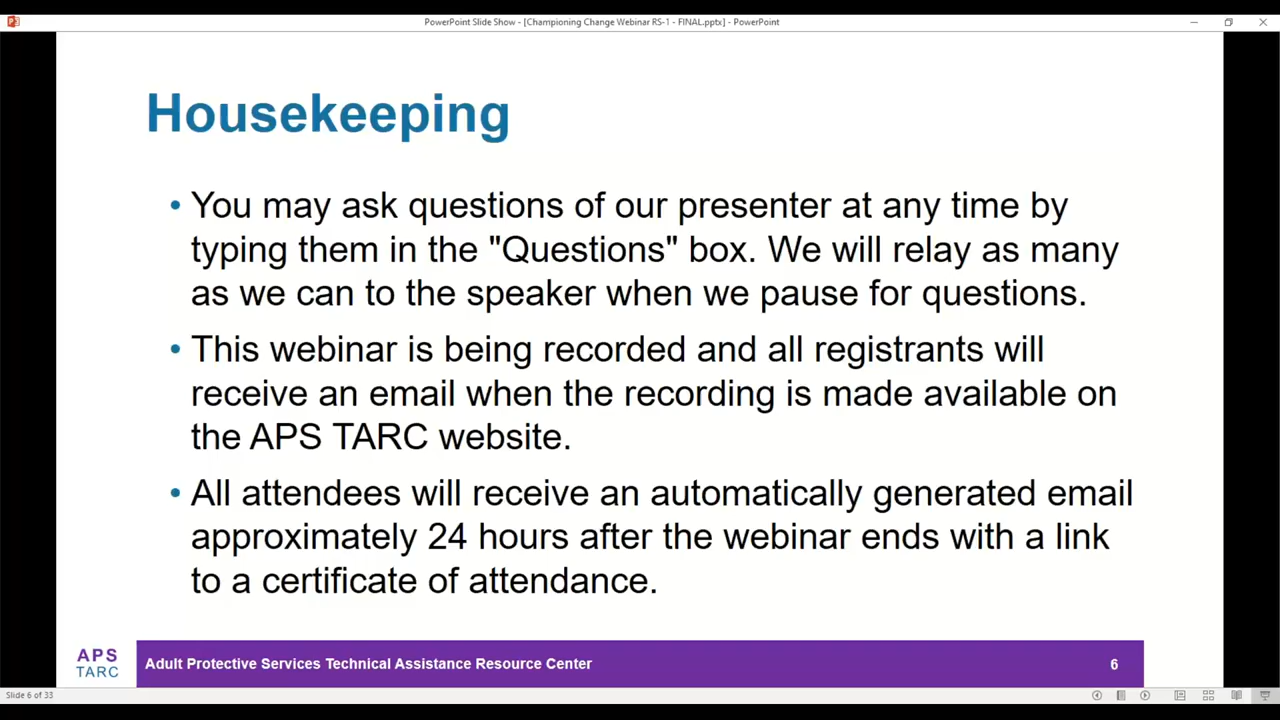 PowerPoint Slide Show - [Championing Change Webinar RS-1 - FINAL.pptx] - PowerPoint
Housekeeping
• You may ask questions of our presenter at any time by
typing them in the "Questions" box. We will relay as many
as we can to the speaker when we pause for questions.
• This webinar is being recorded and all registrants will
receive an email when the recording is made available on
the APS TARC website.
• All attendees will receive an automatically generated email
approximately 24 hours after the webinar ends with a link
to a certificate of attendance.
APS
TARC
Adult Protective Services Technical Assistance Resource Center
6
Slide 6 of 33